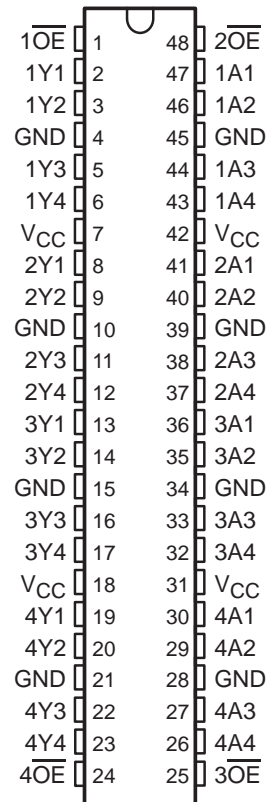 1O̅E̅ 1 48 2O̅E̅
1Y1 2 47 1A1
1Y2 3 46 1A2
GND 4 45 GND
1Y3 5 44 1A3
1Y4 6 43 1A4
VCC 7 42 VCC
2Y1 8 41 2A1
2Y2 9 40 2A2
GND 10 39 GND
2Y3 11 38 2A3
2Y4 12 37 2A4
3Y1 13 36 3A1
3Y2 14 35 3A2
GND 15 34 GND
3Y3 16 33 3A3
3Y4 17 32 3A4
VCC 18 31 VCC
4Y1 19 30 4A1
4Y2 20 29 4A2
GND 21 28 GND
4Y3 22 27 4A3
4Y4 23 26 4A4
4O̅E̅ 24 25 3O̅E̅